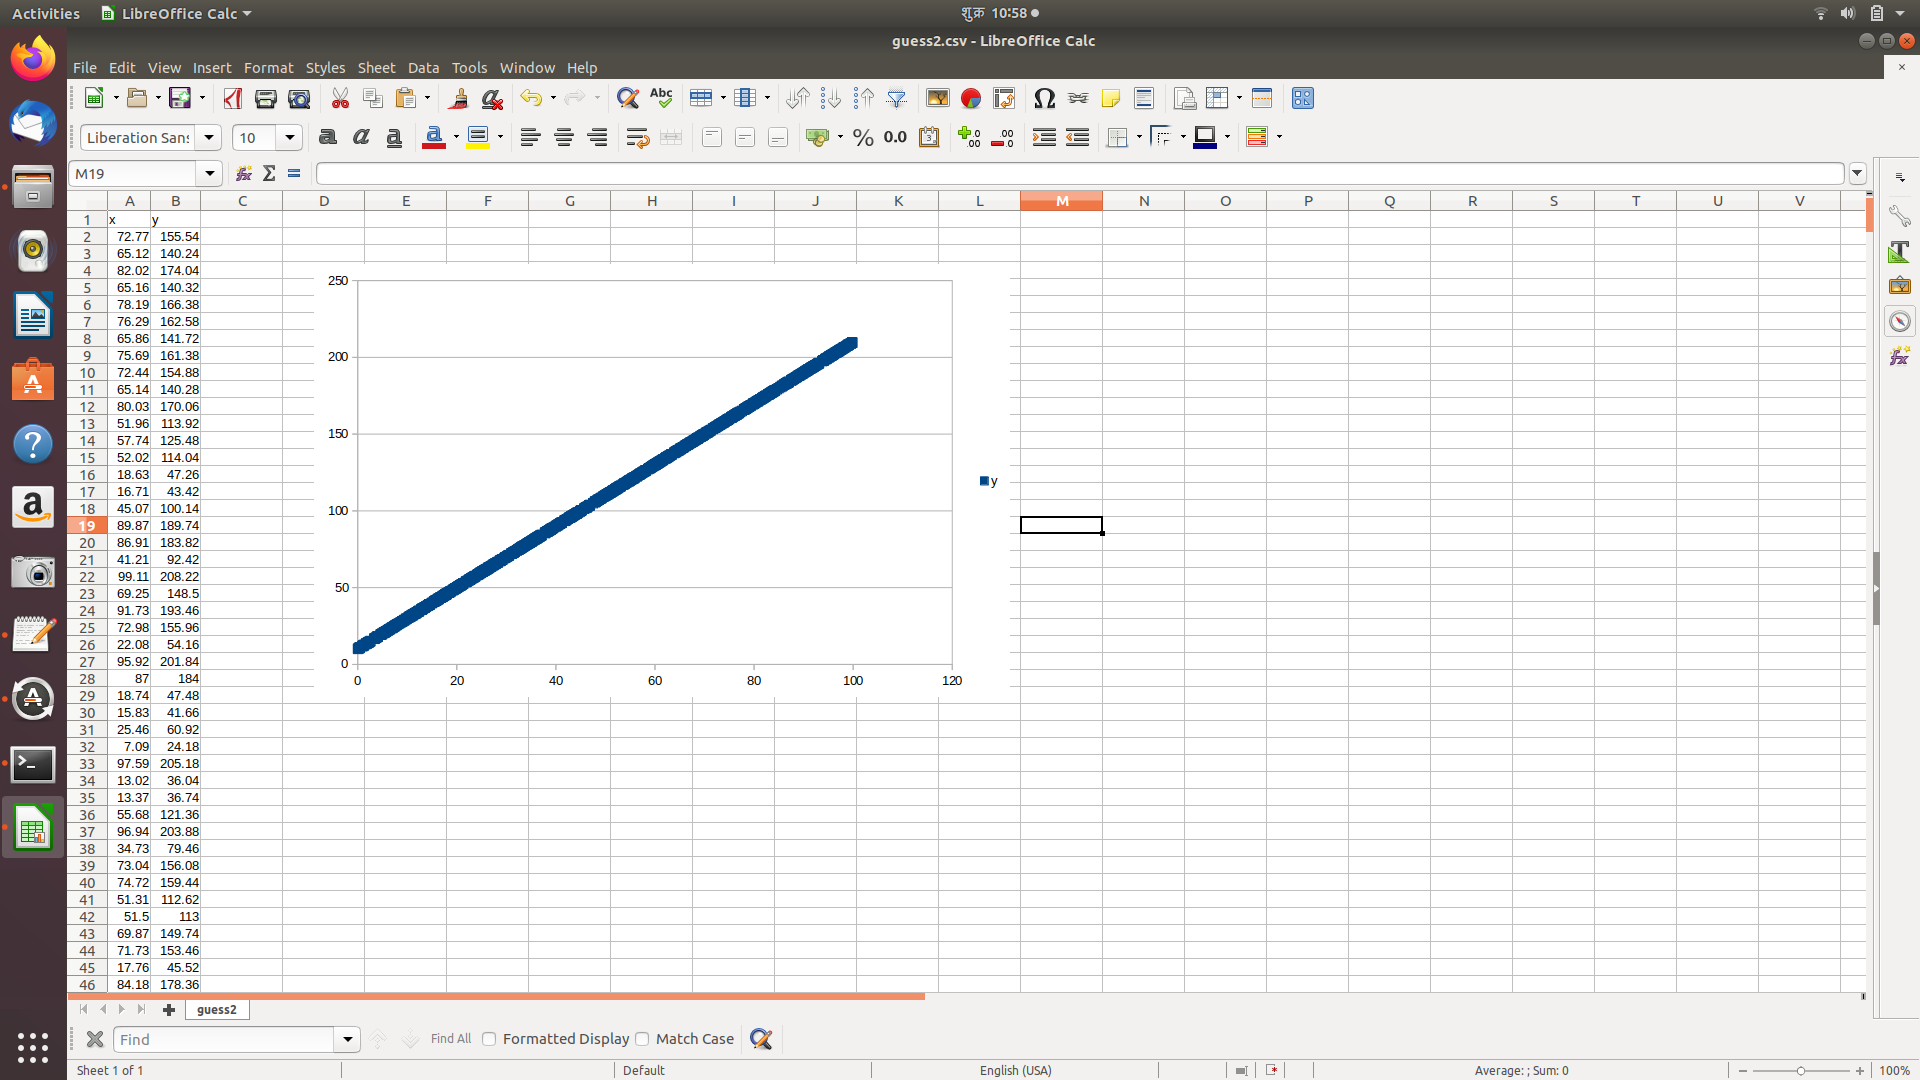 Activities LibreOffice Calc शुक्र 10:58
guess2.csv - LibreOffice Calc
File Edit View Insert Format Styles Sheet Data Tools Window Help
Liberation Sans 10
M19
A B C D E F G H I J K L M N O P Q R S T U V
1 x y
2 72.77 155.54
3 65.12 140.24
4 82.02 174.04
5 65.16 140.32
6 78.19 166.38
7 76.29 162.58
8 65.86 141.72
9 75.69 161.38
10 72.44 154.88
11 65.14 140.28
12 80.03 170.06
13 51.96 113.92
14 57.74 125.48
15 52.02 114.04
16 18.63 47.26
17 16.71 43.42
18 45.07 100.14
19 89.87 189.74
20 86.91 183.82
21 41.21 92.42
22 99.11 208.22
23 69.25 148.5
24 91.73 193.46
25 72.98 155.96
26 22.08 54.16
27 95.92 201.84
28 87 184
29 18.74 47.48
30 15.83 41.66
31 25.46 60.92
32 7.09 24.18
33 97.59 205.18
34 13.02 36.04
35 13.37 36.74
36 55.68 121.36
37 96.94 203.88
38 34.73 79.46
39 73.04 156.08
40 74.72 159.44
41 51.31 112.62
42 51.5 113
43 69.87 149.74
44 71.73 153.46
45 17.76 45.52
46 84.18 178.36
250
200
150
100
50
0
0 20 40 60 80 100 120
y
guess2
Find Find All Formatted Display Match Case
Sheet 1 of 1 Default English (USA) Average: ; Sum: 0 100%